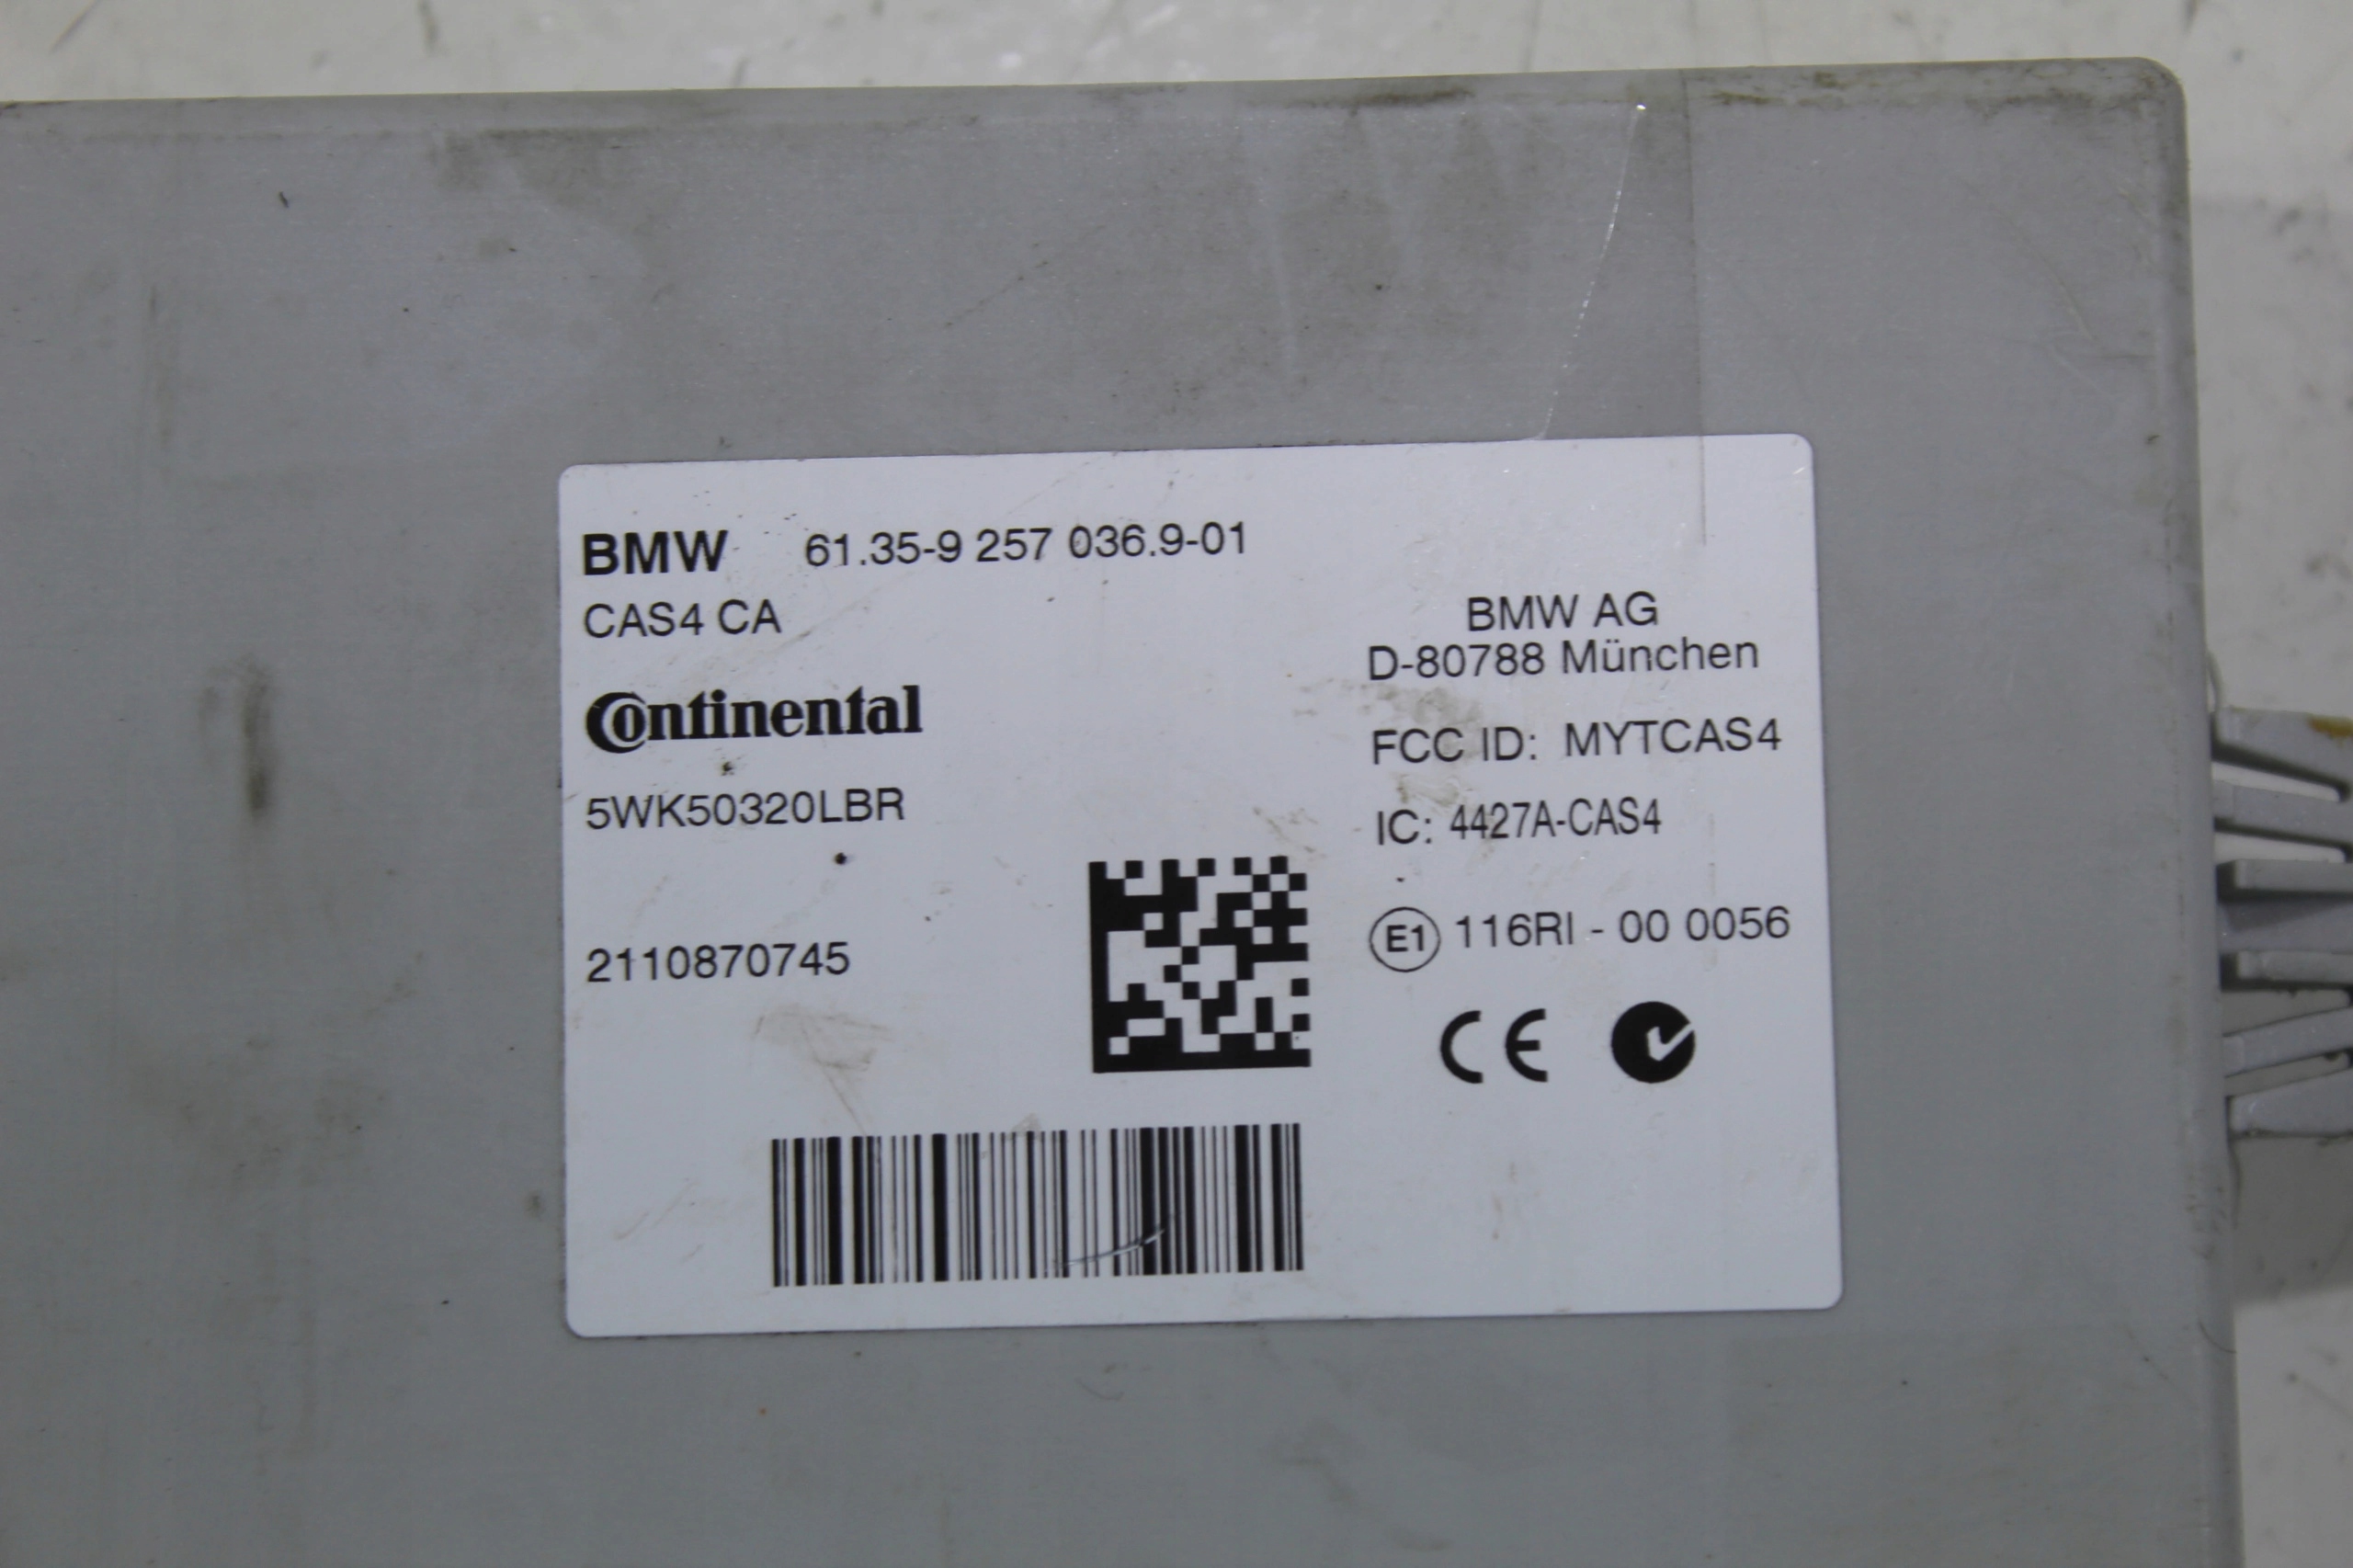 BMW 61.35-9 257 036.9-01
CAS4 CA
Continental
5WK50320LBR
2110870745
BMW AG
D-80788 München
FCC ID: MYTCAS4
IC: 4427A-CAS4
E1 116RI - 00 0056
CE